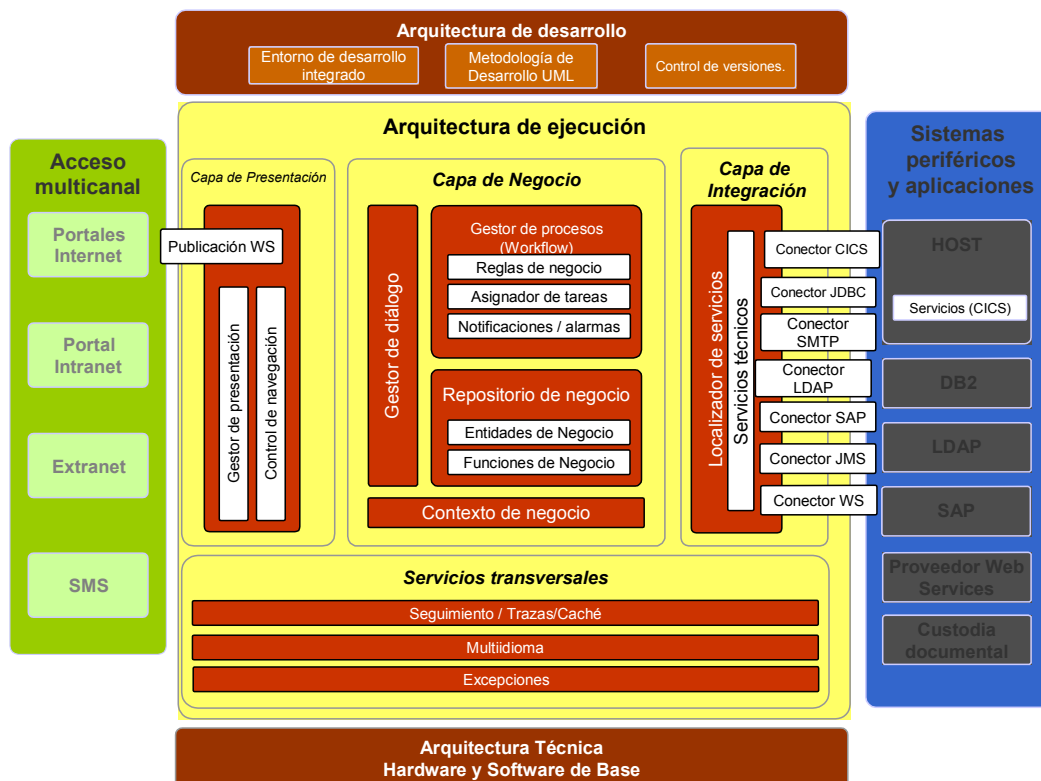 Arquitectura de desarrollo
Entorno de desarrollo
integrado
Metodología de
Desarrollo UML
Control de versiones.
Acceso
multicanal
Portales
Internet
Portal
Intranet
Extranet
SMS
Arquitectura de ejecución
Capa de Presentación
Publicación WS
Gestor de presentación
Control de navegación
Capa de Negocio
Gestor de diálogo
Gestor de procesos
(Workflow)
Reglas de negocio
Asignador de tareas
Notificaciones / alarmas
Repositorio de negocio
Entidades de Negocio
Funciones de Negocio
Contexto de negocio
Capa de
Integración
Localizador de servicios
Servicios técnicos
Conector CICS
Conector JDBC
Conector
SMTP
Conector
LDAP
Conector SAP
Conector JMS
Conector WS
Sistemas
periféricos
y aplicaciones
HOST
Servicios (CICS)
DB2
LDAP
SAP
Proveedor Web
Services
Custodia
documental
Servicios transversales
Seguimiento / Trazas/Caché
Multiidioma
Excepciones
Arquitectura Técnica
Hardware y Software de Base